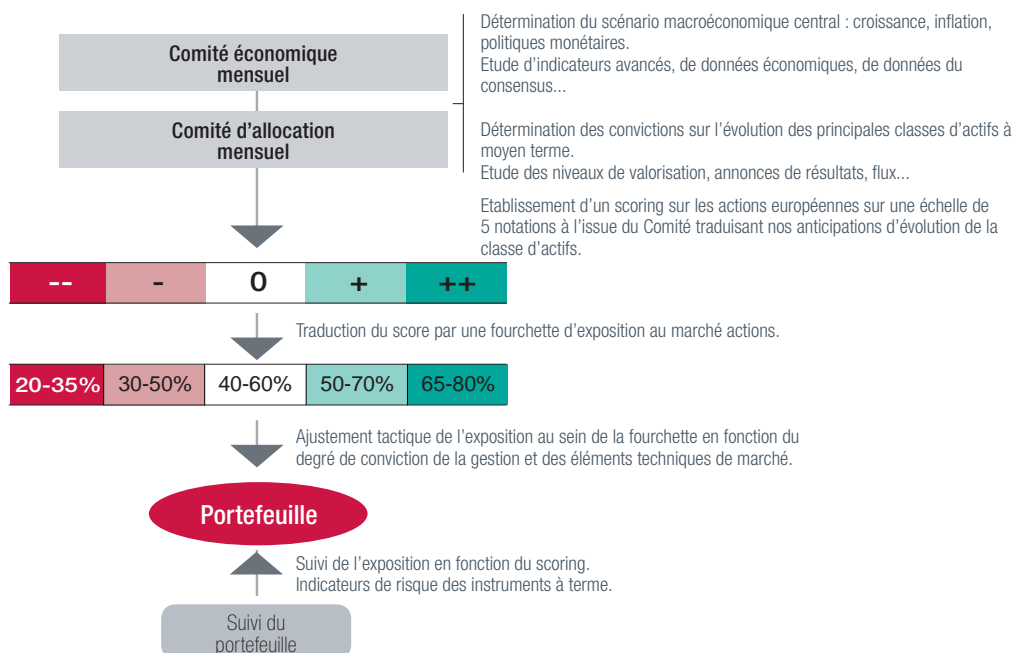 Détermination du scénario macroéconomique central : croissance, inflation,
politiques monétaires.
Etude d'indicateurs avancés, de données économiques, de données du
consensus...
Comité économique
mensuel
Comité d'allocation
mensuel
Détermination des convictions sur l'évolution des principales classes d'actifs à
moyen terme.
Etude des niveaux de valorisation, annonces de résultats, flux...
Etablissement d'un scoring sur les actions européennes sur une échelle de
5 notations à l'issue du Comité traduisant nos anticipations d'évolution de la
classe d'actifs.
-- - 0 + ++
Traduction du score par une fourchette d'exposition au marché actions.
20-35% 30-50% 40-60% 50-70% 65-80%
Ajustement tactique de l'exposition au sein de la fourchette en fonction du
degré de conviction de la gestion et des éléments techniques de marché.
Portefeuille
Suivi de l'exposition en fonction du scoring.
Indicateurs de risque des instruments à terme.
Suivi du
portefeuille